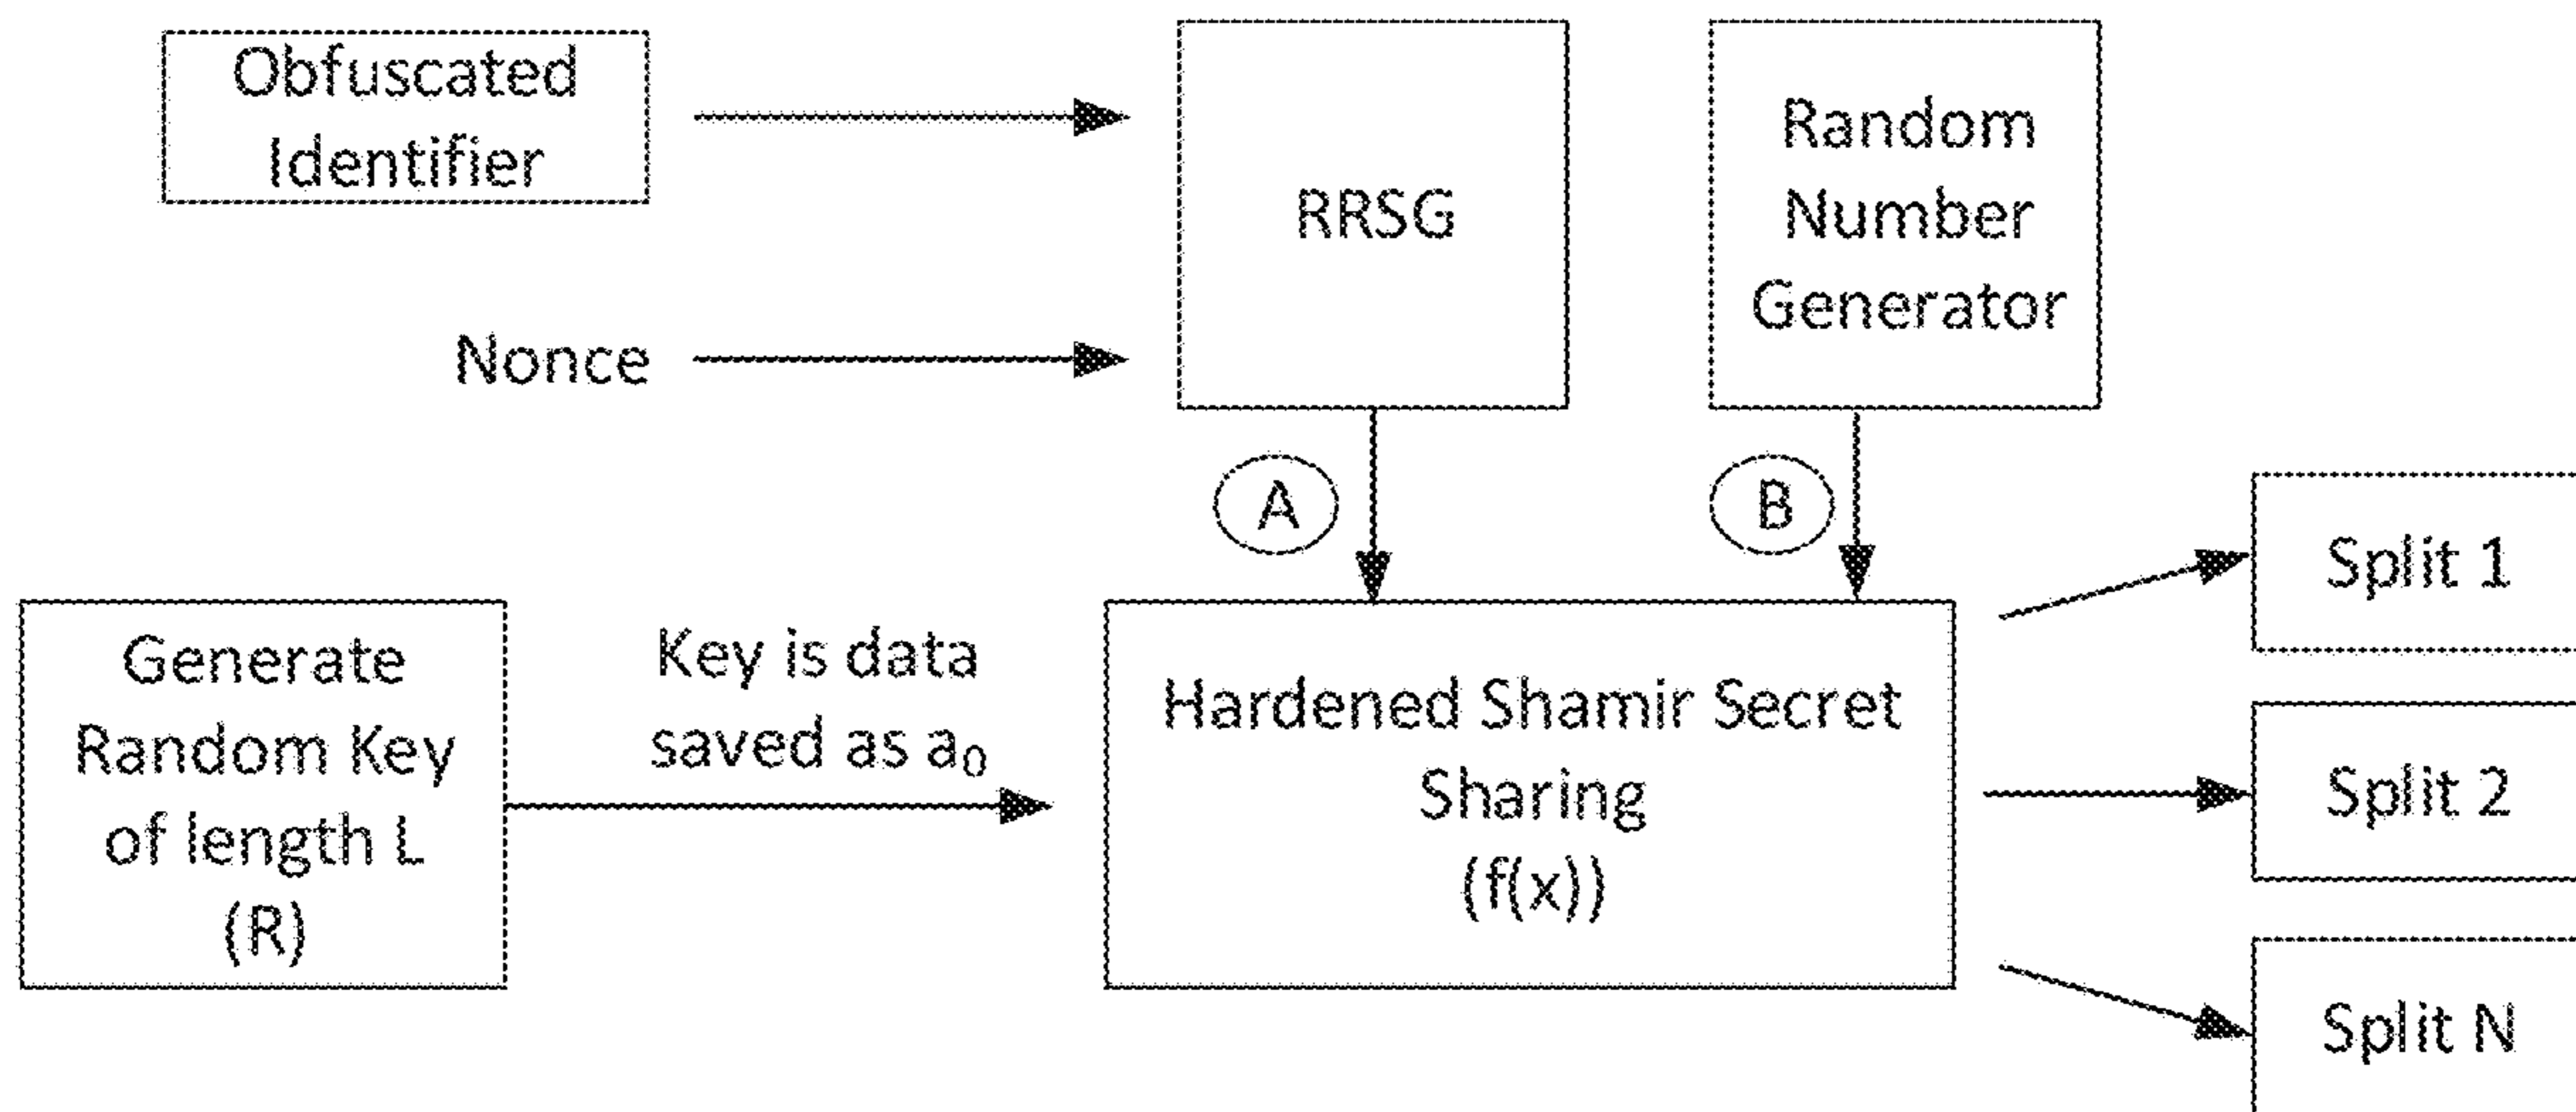 Obfuscated
Identifier
Nonce
RRSG
Random
Number
Generator
A
B
Generate
Random Key
of length L
(R)
Key is data
saved as a₀
Hardened Shamir Secret
Sharing
(f(x))
Split 1
Split 2
Split N